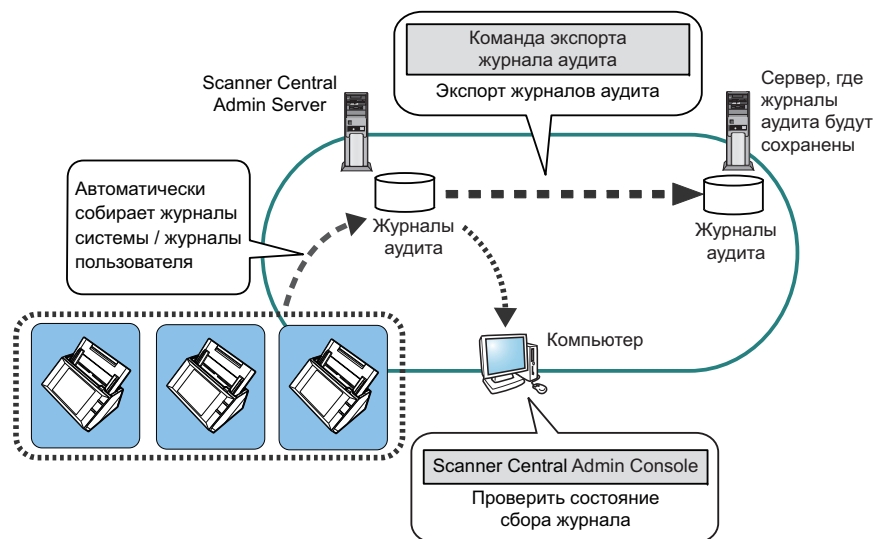 Команда экспорта
журнала аудита
Экспорт журналов аудита
Scanner Central
Admin Server
Сервер, где
журналы
аудита будут
сохранены
Автоматически
собирает журналы
системы / журналы
пользователя
Журналы
аудита
Журналы
аудита
Компьютер
Scanner Central Admin Console
Проверить состояние
сбора журнала